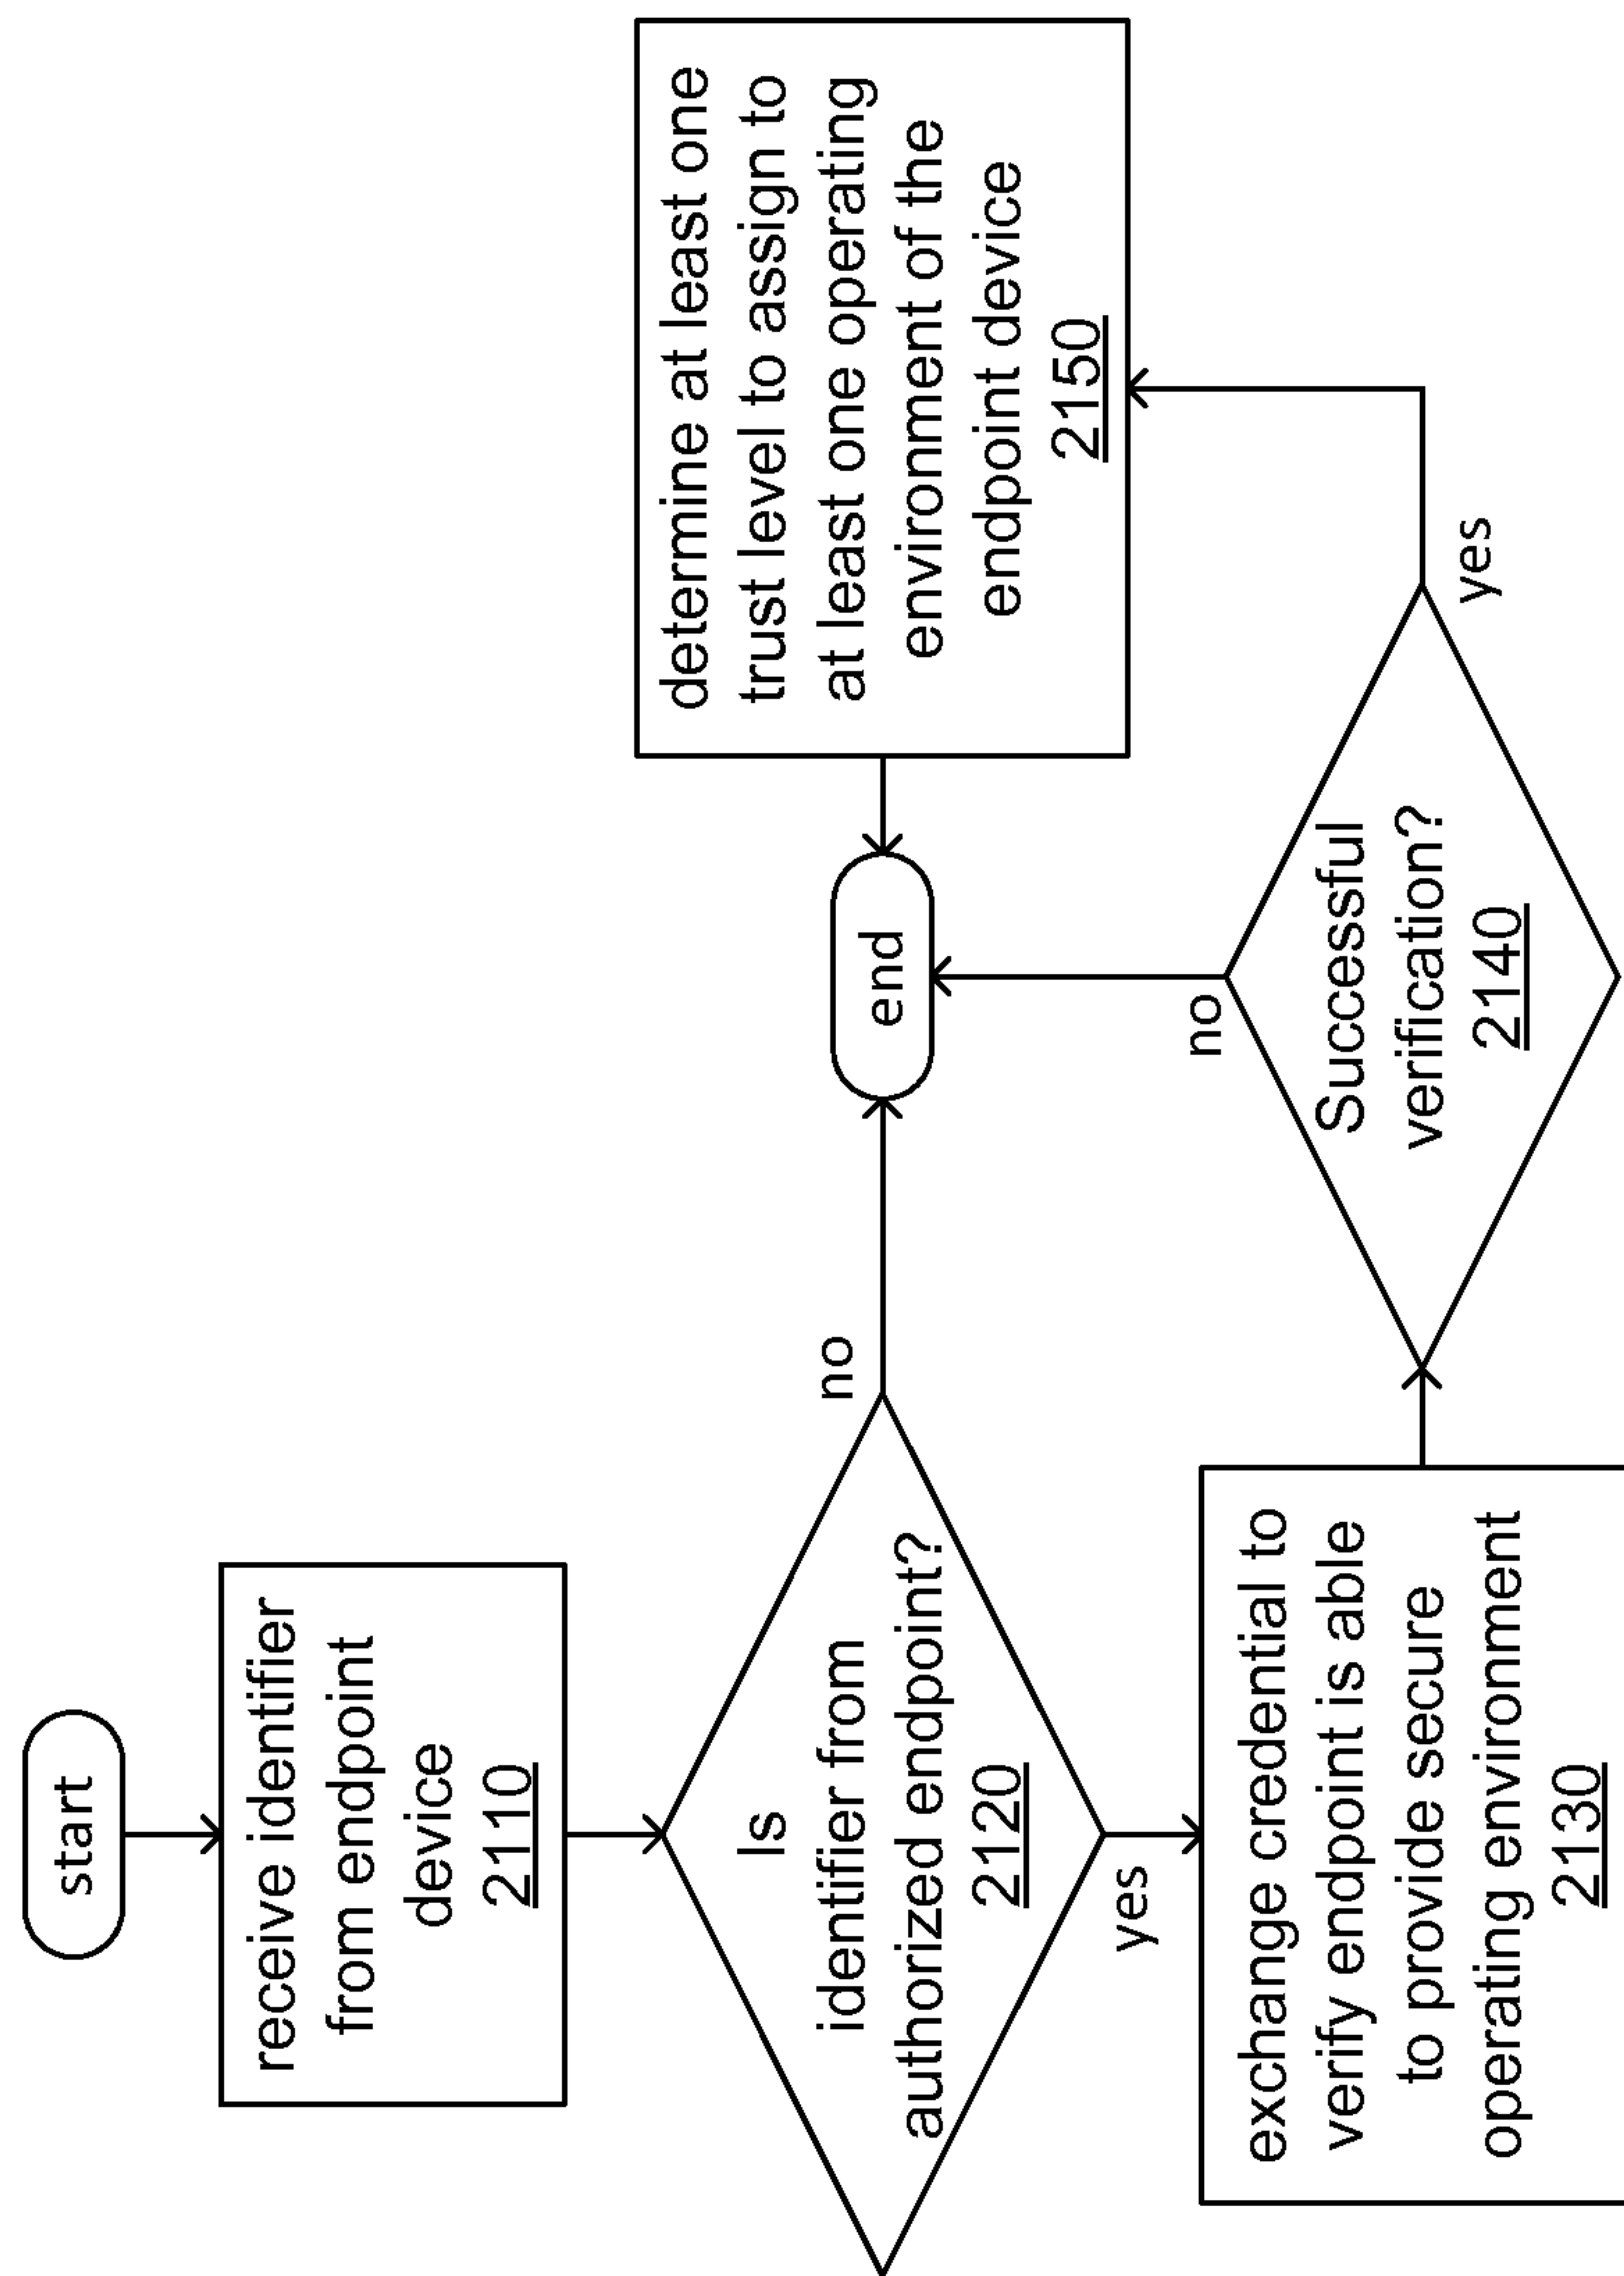 start
receive identifier
from endpoint
device
2110
Is
identifier from
authorized endpoint?
2120
no
yes
exchange credential to
verify endpoint is able
to provide secure
operating environment
2130
Successful
verification?
2140
no
yes
end
determine at least one
trust level to assign to
at least one operating
environment of the
endpoint device
2150